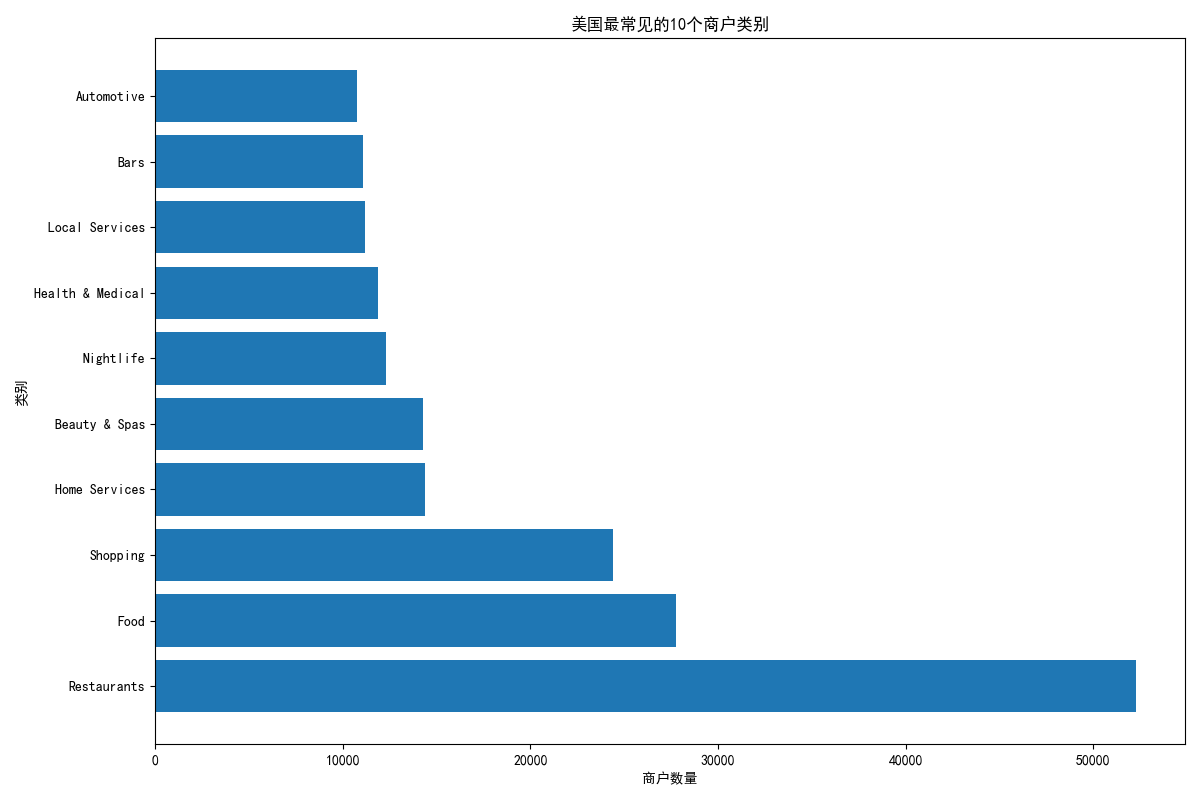 美国最常见的10个商户类别
Automotive
Bars
Local Services
Health & Medical
Nightlife
Beauty & Spas
Home Services
Shopping
Food
Restaurants
类别
0 10000 20000 30000 40000 50000
商户数量